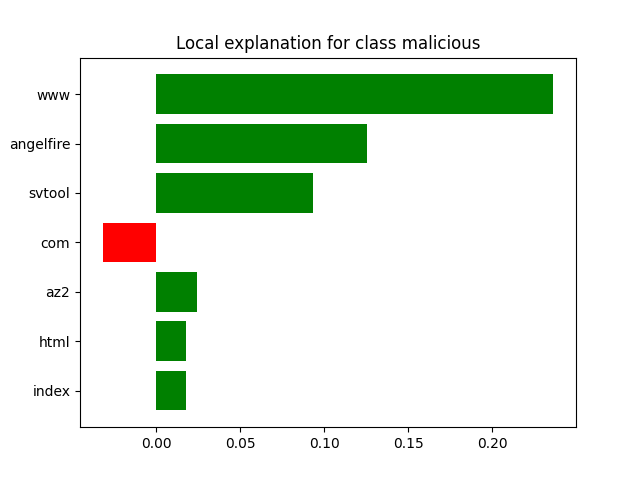 Local explanation for class malicious
www
angelfire
svtool
com
az2
html
index
0.00 0.05 0.10 0.15 0.20